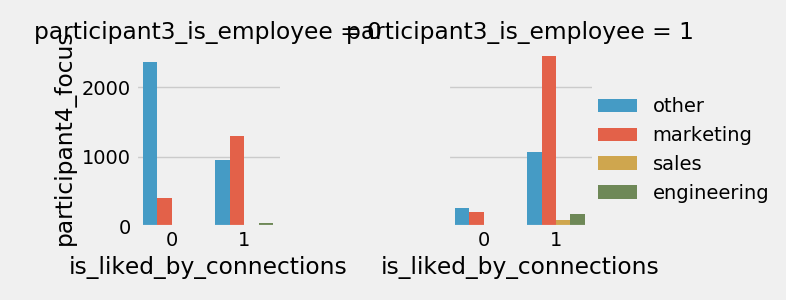 participant3_is_employee = 0
participant3_is_employee = 1
participant4_focus
2000
1000
0
0
1
0
1
is_liked_by_connections
is_liked_by_connections
other
marketing
sales
engineering